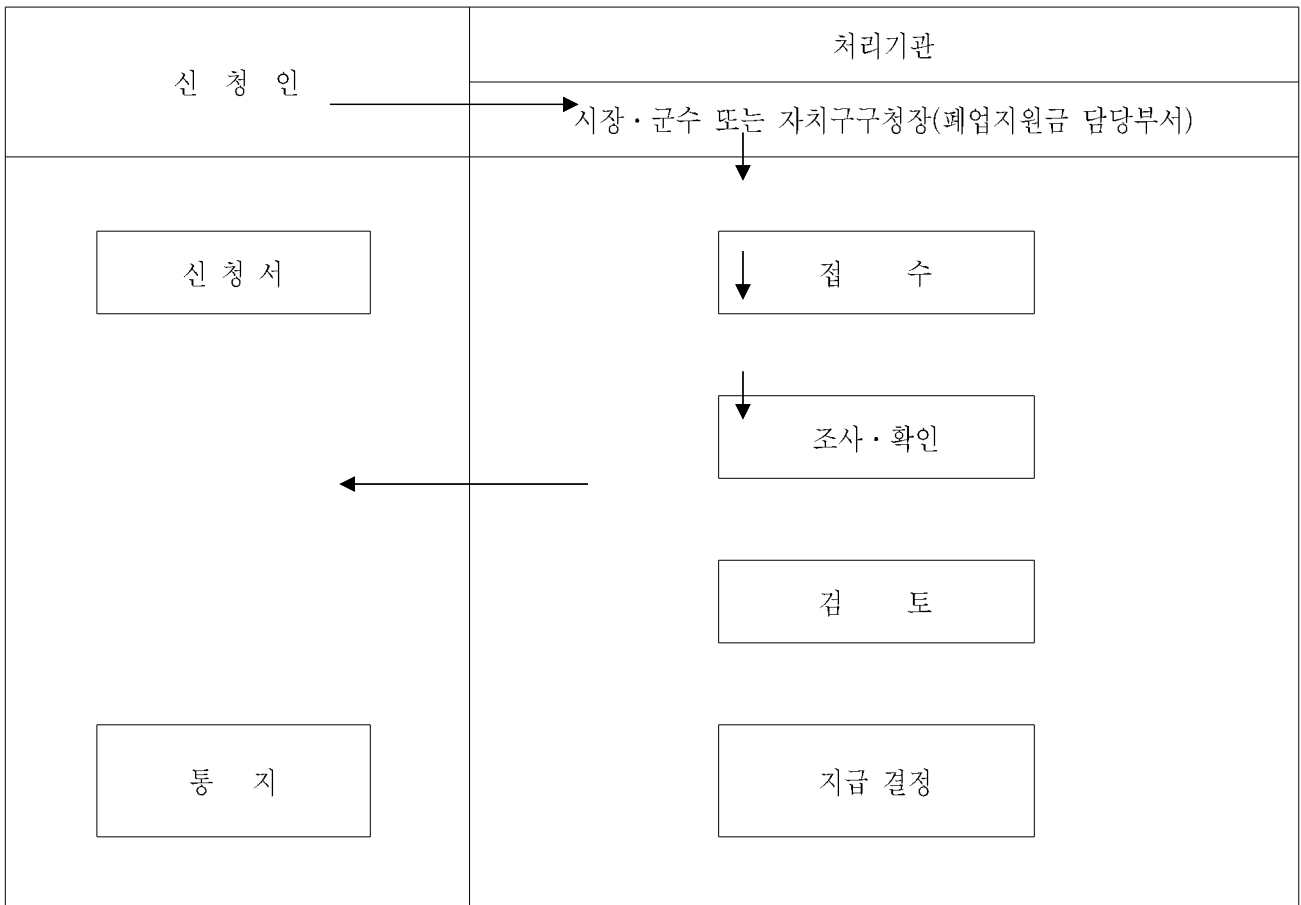 처리기관
신 청 인
시장·군수 또는 자치구구청장(폐업지원금 담당부서)
신 청 서
접 수
조사·확인
검 토
통 지
지급 결정